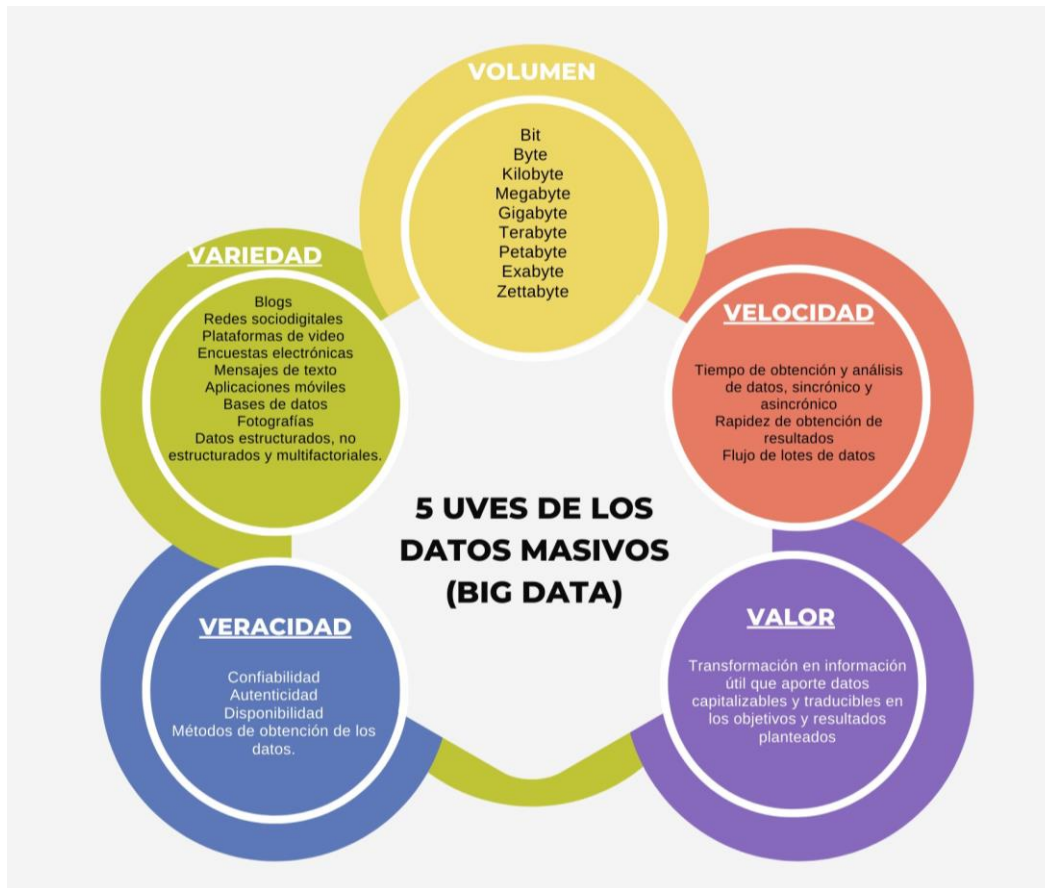 VOLUMEN
Bit
Byte
Kilobyte
Megabyte
Gigabyte
Terabyte
Petabyte
Exabyte
Zettabyte
VARIEDAD
Blogs
Redes sociodigitales
Plataformas de video
Encuestas electrónicas
Mensajes de texto
Aplicaciones móviles
Bases de datos
Fotografías
Datos estructurados, no
estructurados y multifactoriales.
VELOCIDAD
Tiempo de obtención y análisis
de datos, sincrónico y
asincrónico
Rapidez de obtención de
resultados
Flujo de lotes de datos
5 UVES DE LOS
DATOS MASIVOS
(BIG DATA)
VERACIDAD
Confiabilidad
Autenticidad
Disponibilidad
Métodos de obtención de los
datos.
VALOR
Transformación en información
útil que aporte datos
capitalizables y traducibles en
los objetivos y resultados
planteados